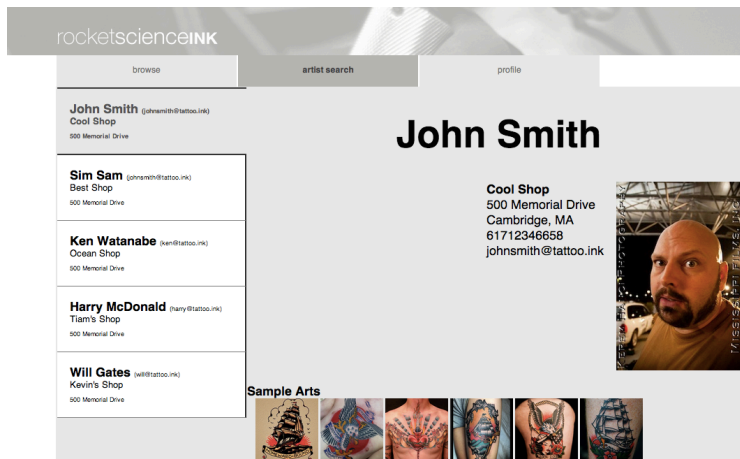 rocketscienceINK
browse
artist search
profile
John Smith (johnsmith@tattoo.ink)
Cool Shop
500 Memorial Drive
Sim Sam (johnsmith@tattoo.ink)
Best Shop
500 Memorial Drive
Ken Watanabe (ken@tattoo.ink)
Ocean Shop
500 Memorial Drive
Harry McDonald (harry@tattoo.ink)
Tiam's Shop
500 Memorial Drive
Will Gates (will@tattoo.ink)
Kevin's Shop
500 Memorial Drive
John Smith
Cool Shop
500 Memorial Drive
Cambridge, MA
61712346658
johnsmith@tattoo.ink
Sample Arts